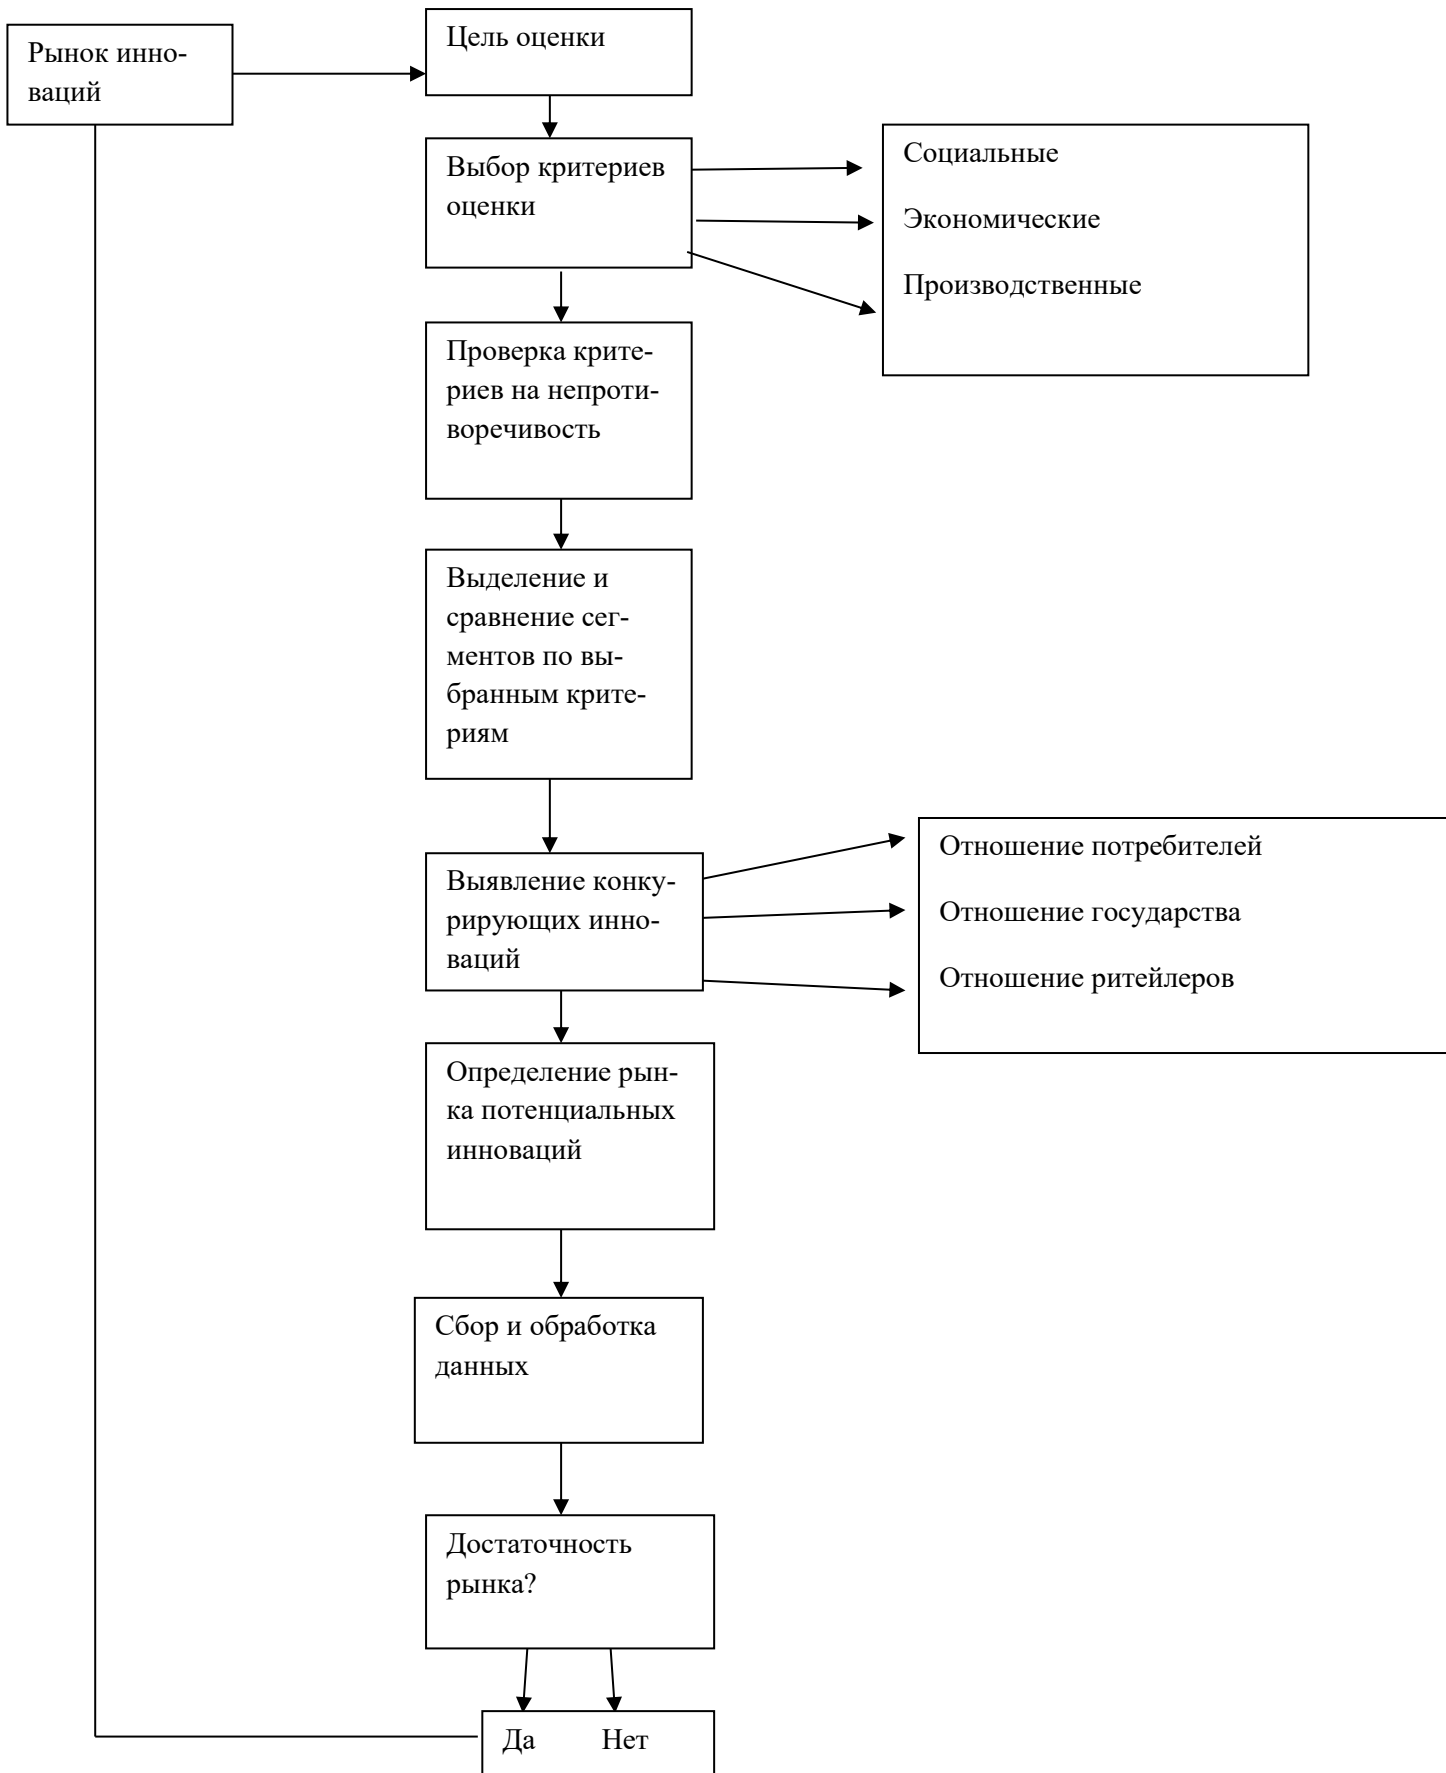 Рынок инно-
ваций
Цель оценки
Выбор критериев
оценки
Социальные
Экономические
Производственные
Проверка крите-
риев на непроти-
воречивость
Выделение и
сравнение сег-
ментов по вы-
бранным крите-
риям
Выявление конку-
рирующих инно-
ваций
Отношение потребителей
Отношение государства
Отношение ритейлеров
Определение рын-
ка потенциальных
инноваций
Сбор и обработка
данных
Достаточность
рынка?
Да Нет